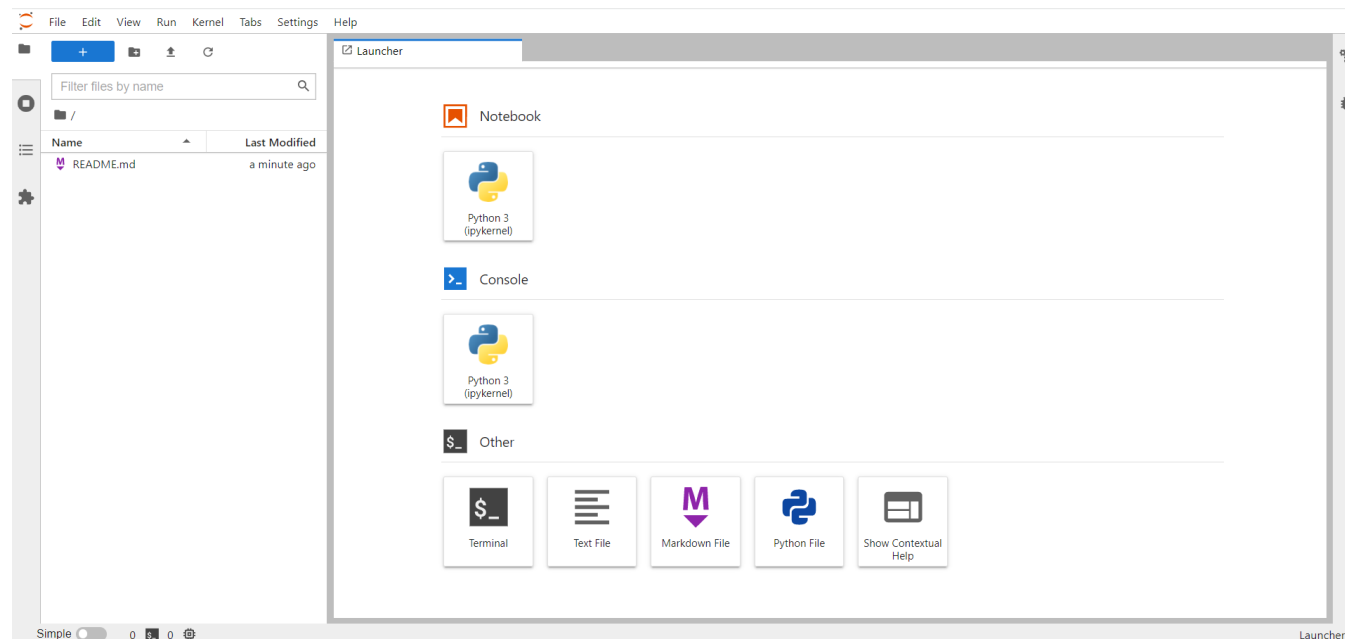 File Edit View Run Kernel Tabs Settings Help
+
Filter files by name
/
Name Last Modified
README.md a minute ago
Launcher
Notebook
Python 3
(ipykernel)
Console
Python 3
(ipykernel)
$_ Other
$_
Terminal
Text File
M
Markdown File
Python File
Show Contextual
Help
Simple 0 $_ 0
Launcher